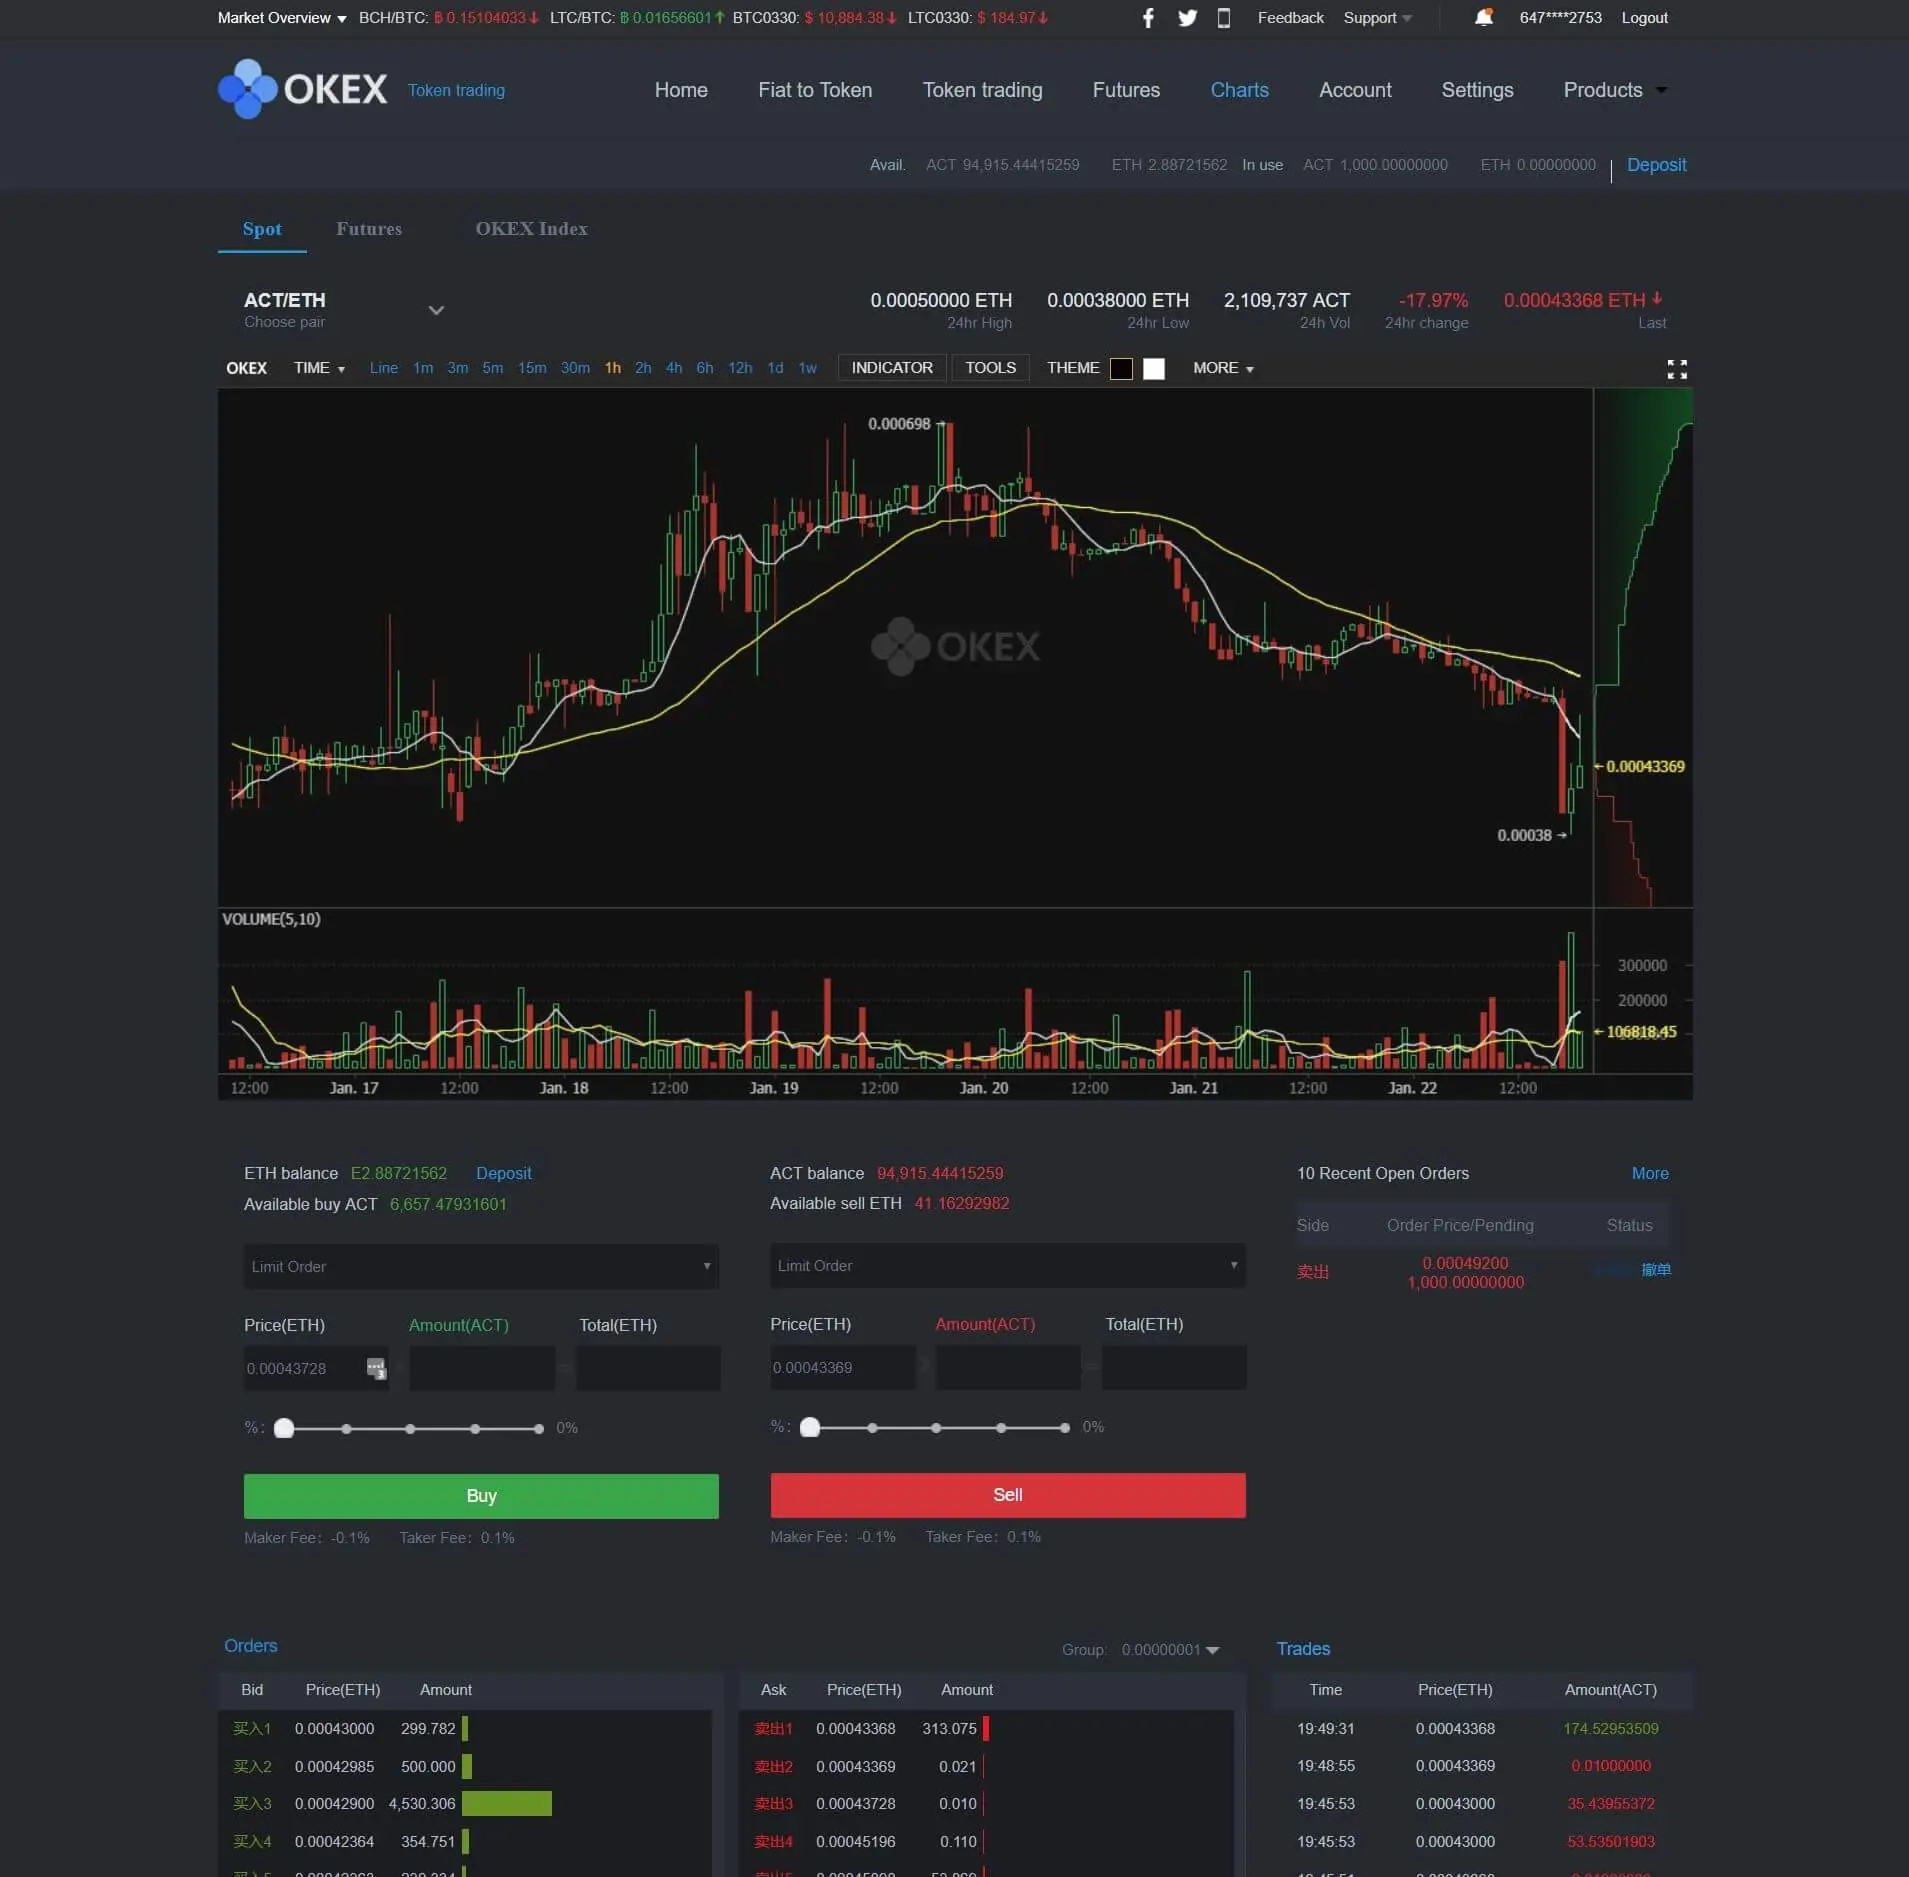 Market Overview BCH/BTC: ฿ 0.15104033↓ LTC/BTC: ฿ 0.01656601↑ BTC0330: $ 10,884.38↓ LTC0330: $ 184.97↓ Feedback Support 647****2753 Logout
OKEX Token trading Home Fiat to Token Token trading Futures Charts Account Settings Products
Avail. ACT 94,915.44415259 ETH 2.88721562 In use ACT 1,000.00000000 ETH 0.00000000 Deposit
Spot Futures OKEX Index
ACT/ETH 0.00050000 ETH 0.00038000 ETH 2,109,737 ACT -17.97% 0.00043368 ETH ↓
Choose pair 24hr High 24hr Low 24h Vol 24hr change Last
OKEX TIME Line 1m 3m 5m 15m 30m 1h 2h 4h 6h 12h 1d 1w INDICATOR TOOLS THEME MORE
0.000698→
OKEX
←0.00043369
0.00038→
VOLUME(5,10)
300000
200000
←106818.45
12:00 Jan. 17 12:00 Jan. 18 12:00 Jan. 19 12:00 Jan. 20 12:00 Jan. 21 12:00 Jan. 22 12:00
ETH balance E2.88721562 Deposit ACT balance 94,915.44415259 10 Recent Open Orders More
Available buy ACT 6,657.47931601 Available sell ETH 41.16292982
Side Order Price/Pending Status
Limit Order Limit Order
卖出 0.00049200 撤单
1,000.00000000
Price(ETH) Amount(ACT) Total(ETH) Price(ETH) Amount(ACT) Total(ETH)
0.00043728 0.00043369
%: 0% %: 0%
Buy Sell
Maker Fee: -0.1% Taker Fee: 0.1% Maker Fee: -0.1% Taker Fee: 0.1%
Orders Group: 0.00000001 Trades
Bid Price(ETH) Amount Ask Price(ETH) Amount Time Price(ETH) Amount(ACT)
买入1 0.00043000 299.782 卖出1 0.00043368 313.075 19:49:31 0.00043368 174.52953509
买入2 0.00042985 500.000 卖出2 0.00043369 0.021 19:48:55 0.00043369 0.01000000
买入3 0.00042900 4,530.306 卖出3 0.00043728 0.010 19:45:53 0.00043000 35.43955372
买入4 0.00042364 354.751 卖出4 0.00045196 0.110 19:45:53 0.00043000 53.53501903